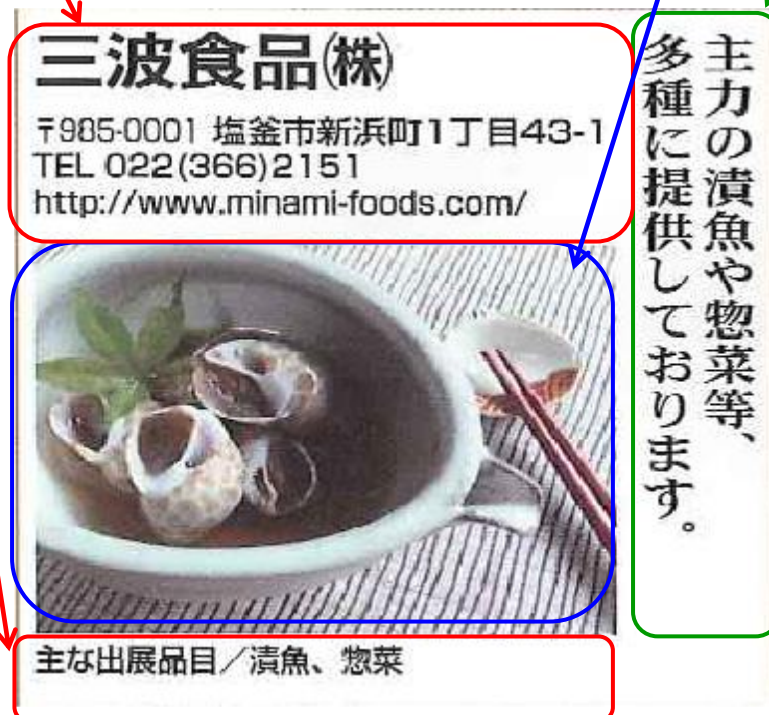 三波食品㈱
〒985-0001 塩釜市新浜町1丁目43-1
TEL 022(366)2151
http://www.minami-foods.com/
主力の漬魚や惣菜等、
多種に提供しております。
主な出展品目／漬魚、惣菜